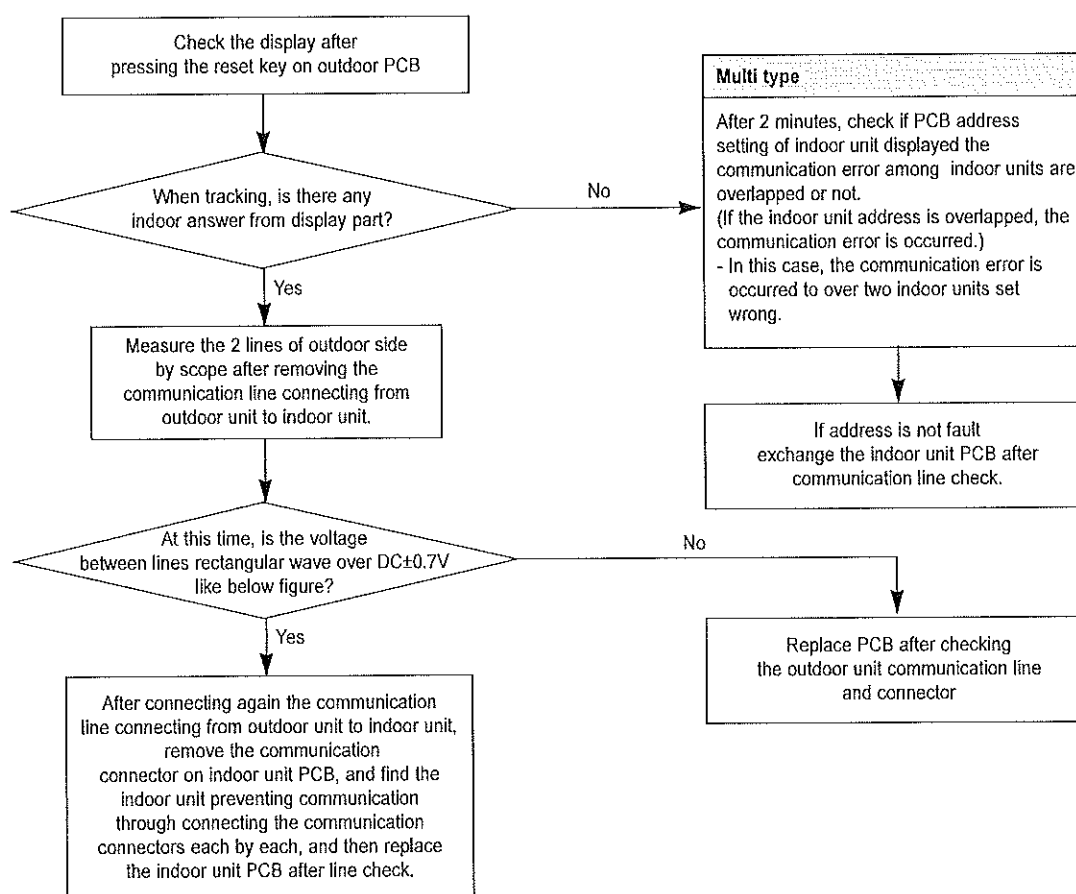 Check the display after
pressing the reset key on outdoor PCB
When tracking, is there any
indoor answer from display part?
No
Yes
Multi type
After 2 minutes, check if PCB address
setting of indoor unit displayed the
communication error among indoor units are
overlapped or not.
(If the indoor unit address is overlapped, the
communication error is occurred.)
- In this case, the communication error is
occurred to over two indoor units set
wrong.
Measure the 2 lines of outdoor side
by scope after removing the
communication line connecting from
outdoor unit to indoor unit.
If address is not fault
exchange the indoor unit PCB after
communication line check.
At this time, is the voltage
between lines rectangular wave over DC±0.7V
like below figure?
No
Yes
Replace PCB after checking
the outdoor unit communication line
and connector
After connecting again the communication
line connecting from outdoor unit to indoor unit,
remove the communication
connector on indoor unit PCB, and find the
indoor unit preventing communication
through connecting the communication
connectors each by each, and then replace
the indoor unit PCB after line check.